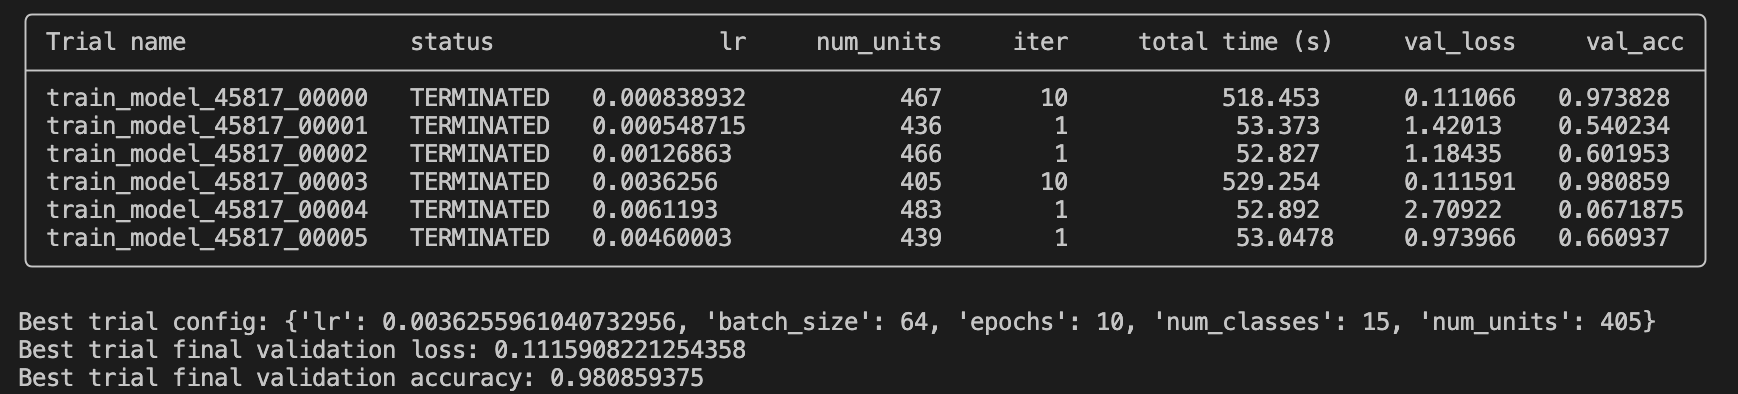 Trial name status lr num_units iter total time (s) val_loss val_acc
train_model_45817_00000 TERMINATED 0.000838932 467 10 518.453 0.111066 0.973828
train_model_45817_00001 TERMINATED 0.000548715 436 1 53.373 1.42013 0.540234
train_model_45817_00002 TERMINATED 0.00126863 466 1 52.827 1.18435 0.601953
train_model_45817_00003 TERMINATED 0.0036256 405 10 529.254 0.111591 0.980859
train_model_45817_00004 TERMINATED 0.0061193 483 1 52.892 2.70922 0.0671875
train_model_45817_00005 TERMINATED 0.00460003 439 1 53.0478 0.973966 0.660937
Best trial config: {'lr': 0.0036255961040732956, 'batch_size': 64, 'epochs': 10, 'num_classes': 15, 'num_units': 405}
Best trial final validation loss: 0.1115908221254358
Best trial final validation accuracy: 0.980859375